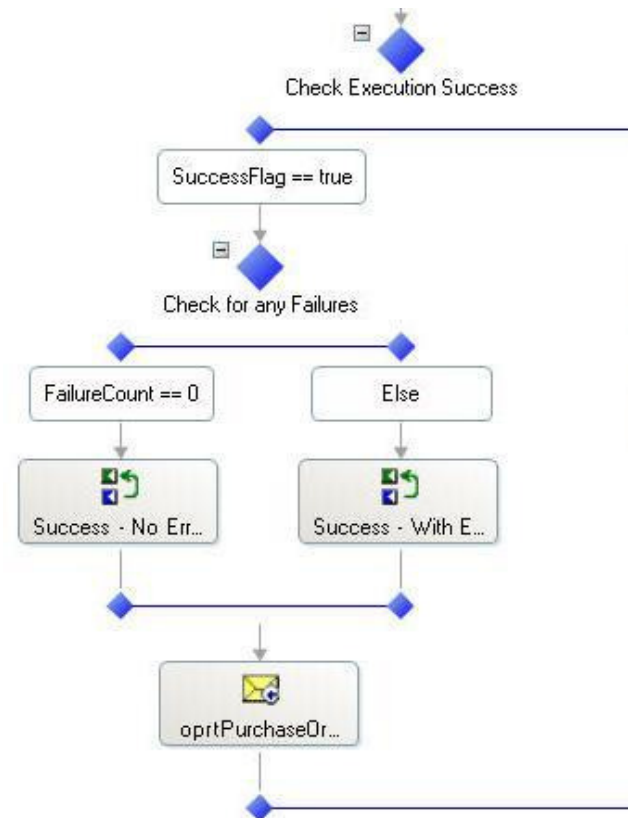 Check Execution Success
SuccessFlag == true
Check for any Failures
FailureCount == 0
Else
Success - No Err...
Success - With E...
oprtPurchaseOr...